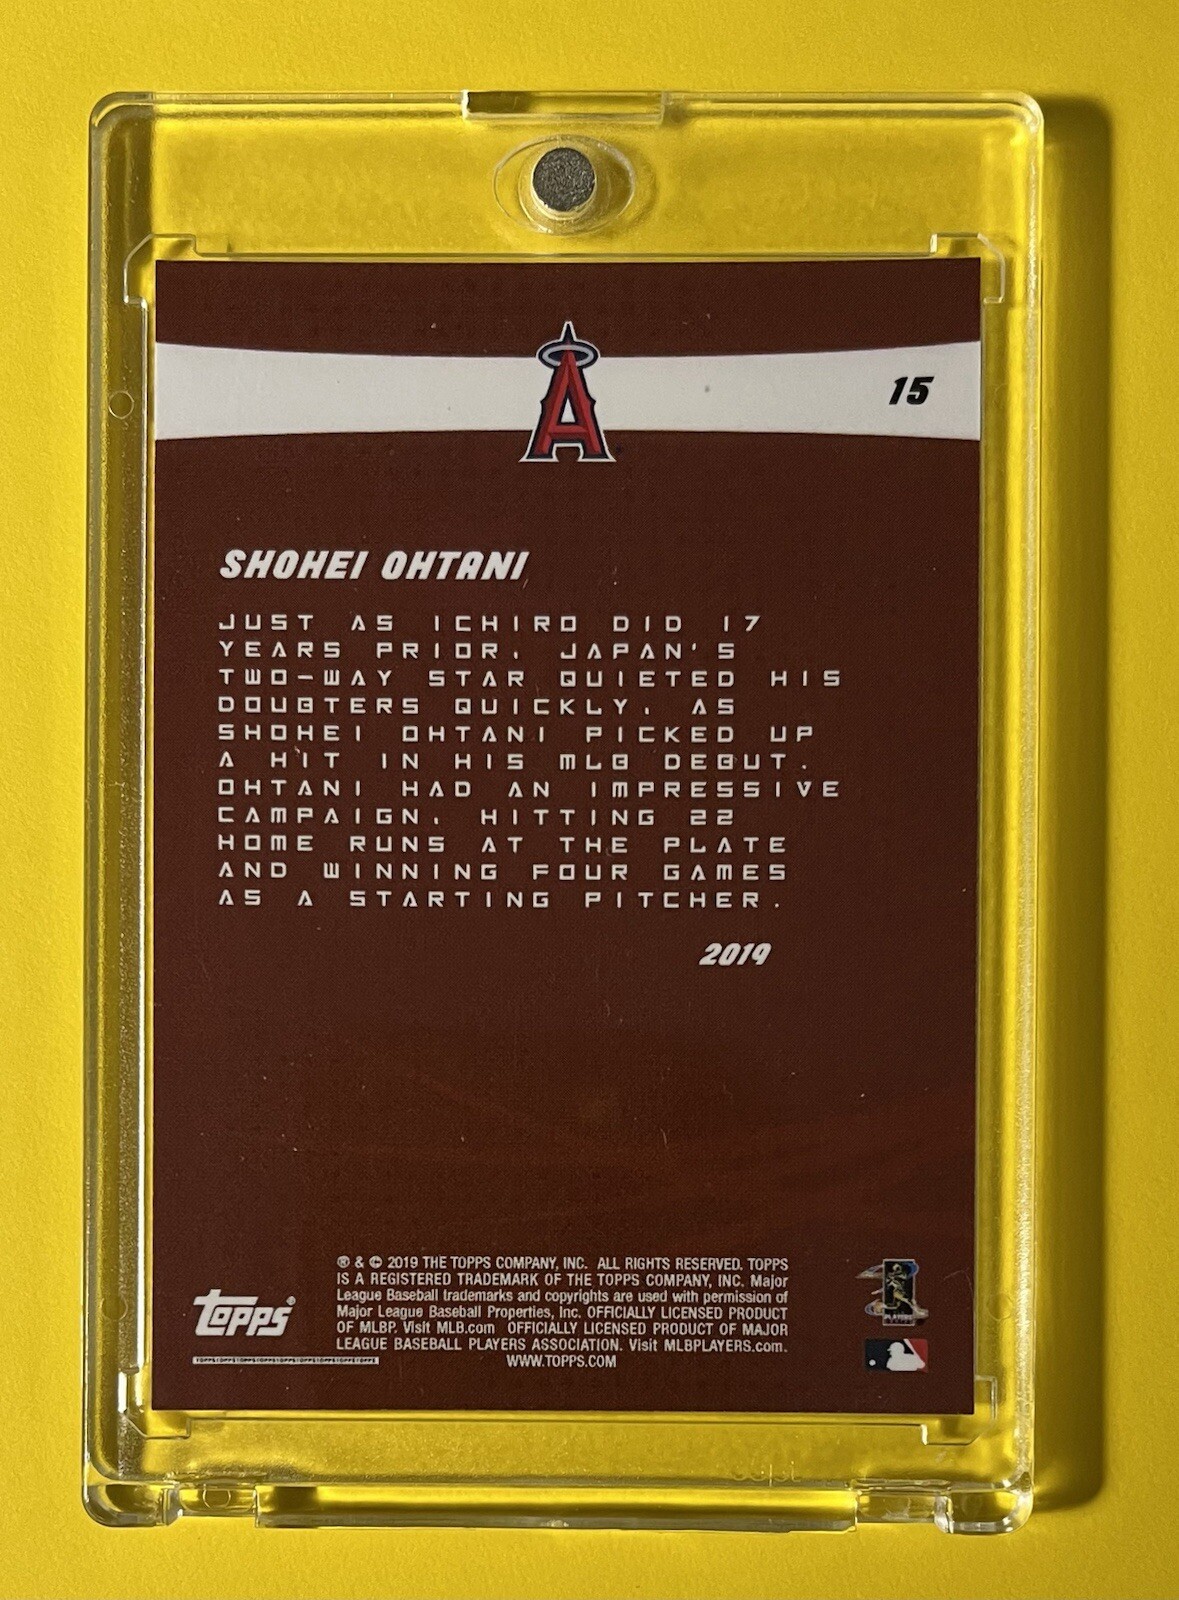 A
15
SHOHEI OHTANI
JUST AS ICHIRO DID 17
YEARS PRIOR, JAPAN'S
TWO-WAY STAR QUIETED HIS
DOUBTERS QUICKLY, AS
SHOHEI OHTANI PICKED UP
A HIT IN HIS MLB DEBUT.
OHTANI HAD AN IMPRESSIVE
CAMPAIGN, HITTING 22
HOME RUNS AT THE PLATE
AND WINNING FOUR GAMES
AS A STARTING PITCHER.
2019
® & © 2019 THE TOPPS COMPANY, INC. ALL RIGHTS RESERVED. TOPPS
IS A REGISTERED TRADEMARK OF THE TOPPS COMPANY, INC. Major
League Baseball trademarks and copyrights are used with permission of
Major League Baseball Properties, Inc. OFFICIALLY LICENSED PRODUCT
OF MLBP. Visit MLB.com OFFICIALLY LICENSED PRODUCT OF MAJOR
LEAGUE BASEBALL PLAYERS ASSOCIATION. Visit MLBPLAYERS.com.
WWW.TOPPS.COM
topps®
TOPPSTOPPSTOPPSTOPPSTOPPSTOPPSTOPPSTOPPS
PLAYERS